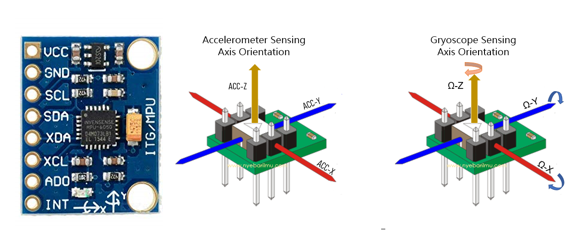 VCC
GND
SCL
SDA
XDA
XCL
ADO
INT
ITG/MPU
X
Y
Accelerometer Sensing
Axis Orientation
ACC-Z
ACC-Y
ACC-X
Gryoscope Sensing
Axis Orientation
Ω-Z
Ω-Y
Ω-X